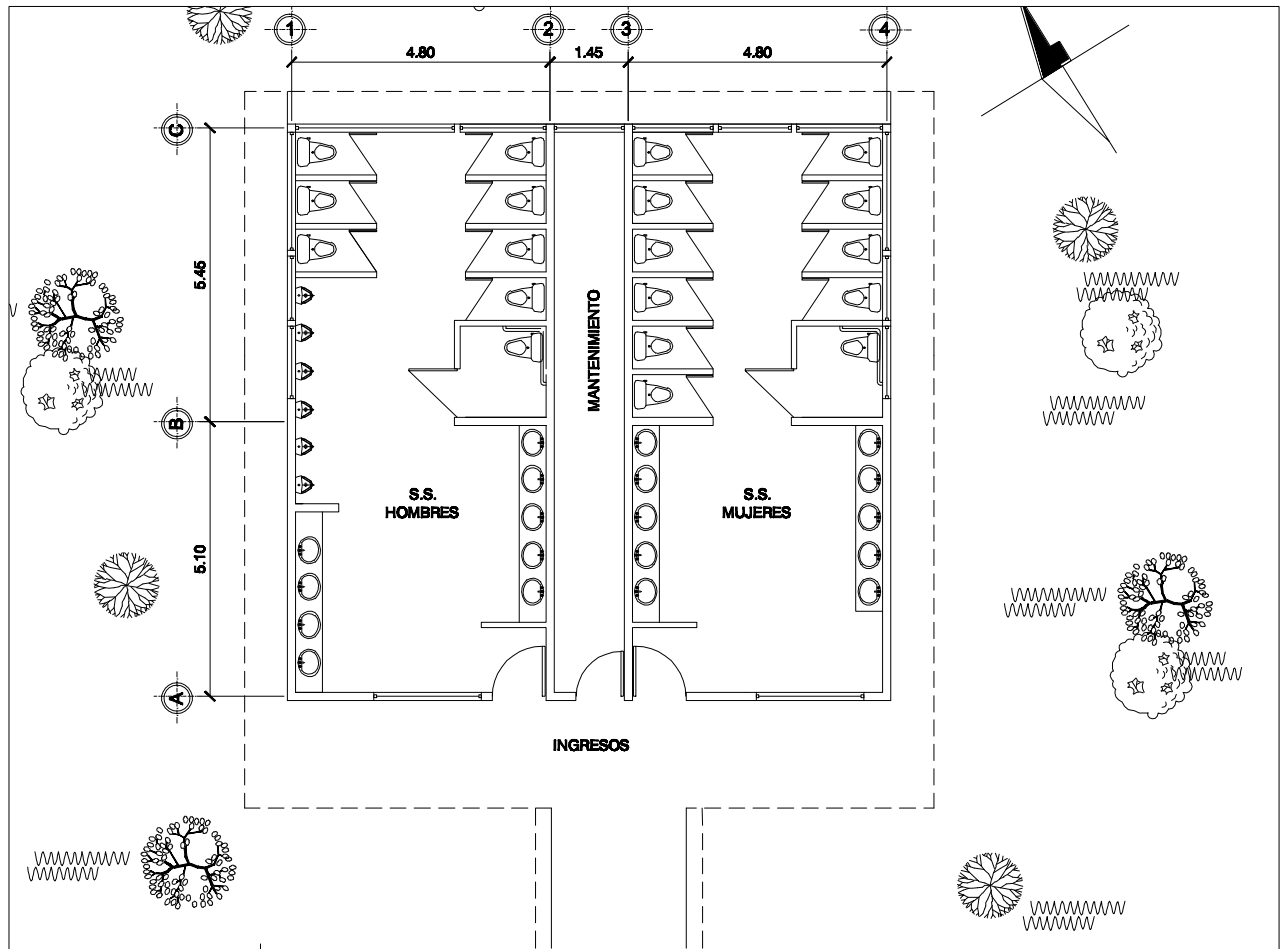 1
2
3
4
4.80
1.45
4.80
C
5.45
MANTENIMIENTO
B
S.S.
HOMBRES
S.S.
MUJERES
5.10
A
INGRESOS